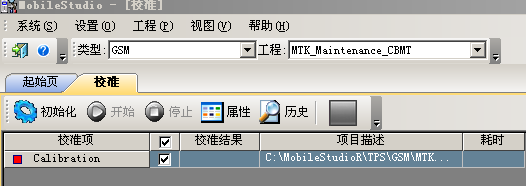 MobileStudio - [校准]
系统(S) 设置(O) 工程(P) 视图(V) 帮助(H)
类型: GSM 工程: MTK_Maintenance_CBMT
起始页 校准
初始化 开始 停止 属性 历史
校准项 校准结果 项目描述 耗时
Calibration C:\MobileStudioR\TPS\GSM\MTK...